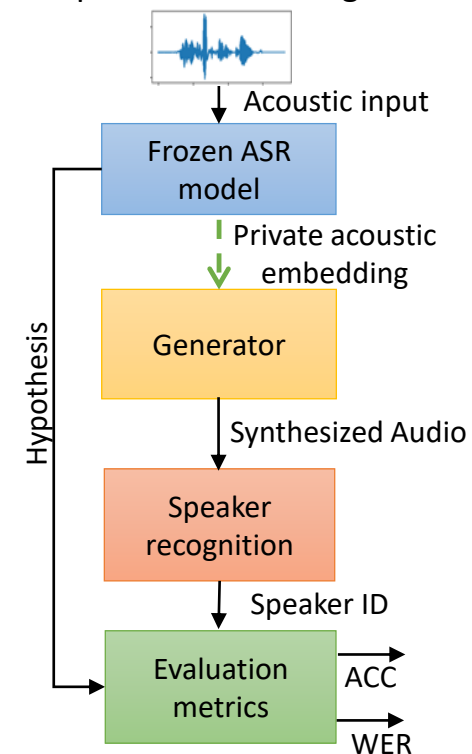 Acoustic input
Frozen ASR
model
Private acoustic
embedding
Generator
Hypothesis
Synthesized Audio
Speaker
recognition
Speaker ID
Evaluation
metrics
ACC
WER